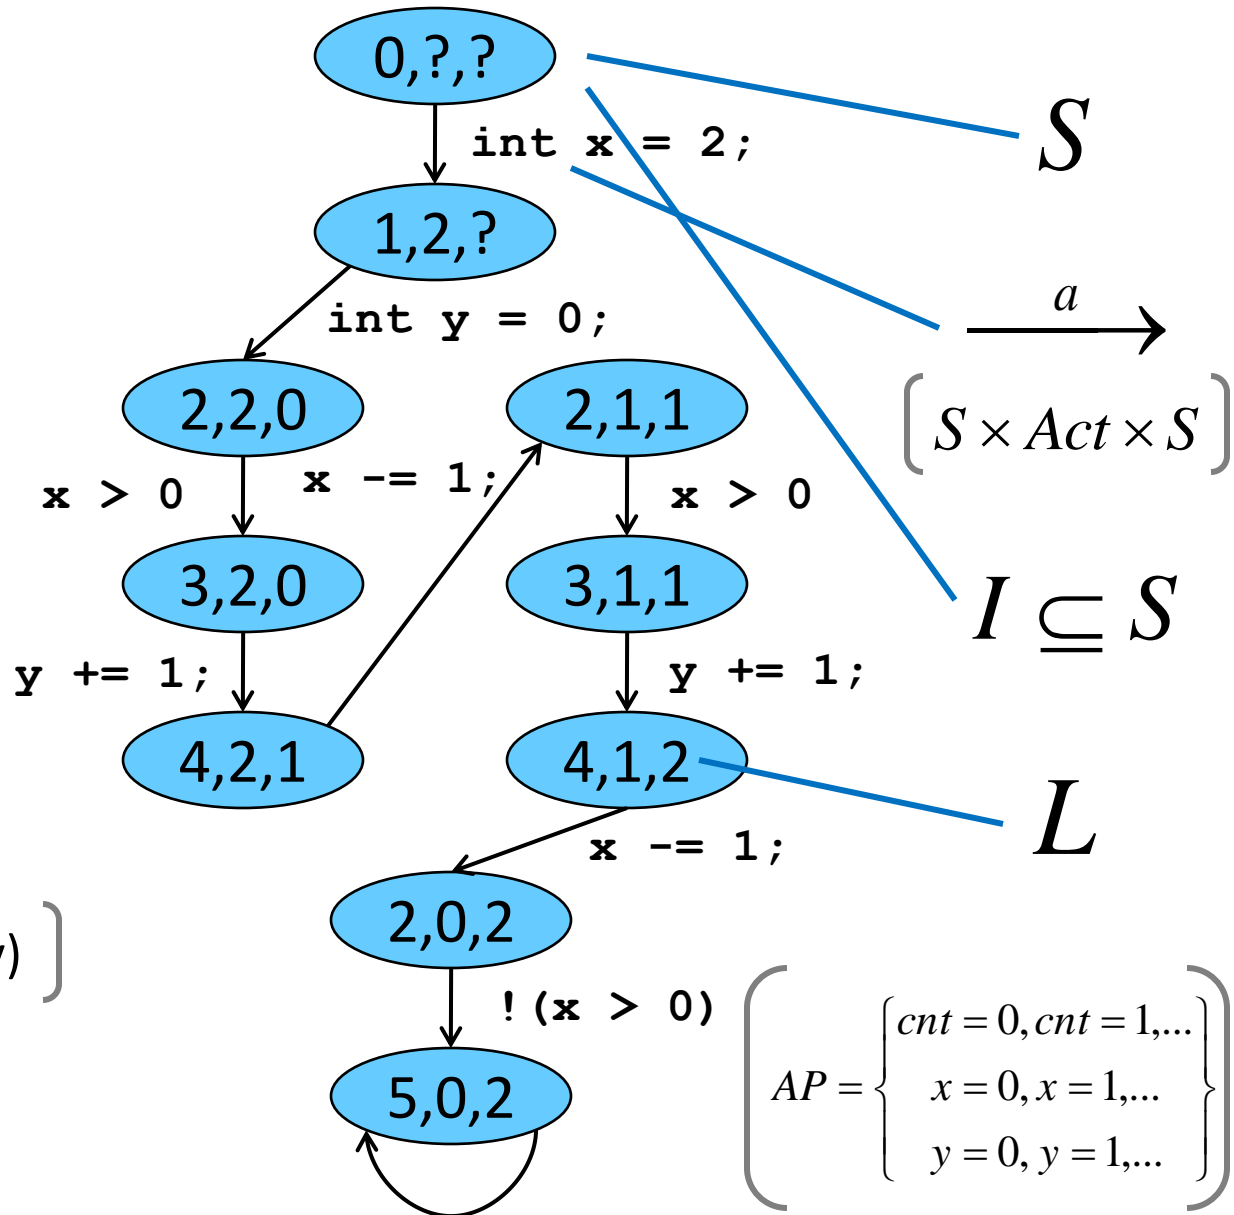 0,?,?
S
int x = 2;
1,2,?
a
int y = 0;
2,2,0
2,1,1
S × Act × S
x > 0
x -= 1;
x > 0
3,2,0
3,1,1
I ⊆ S
y += 1;
y += 1;
4,2,1
4,1,2
L
x -= 1;
2,0,2
)
!(x > 0)
5,0,2
AP = { cnt = 0, cnt = 1,...
x = 0, x = 1,...
y = 0, y = 1,... }